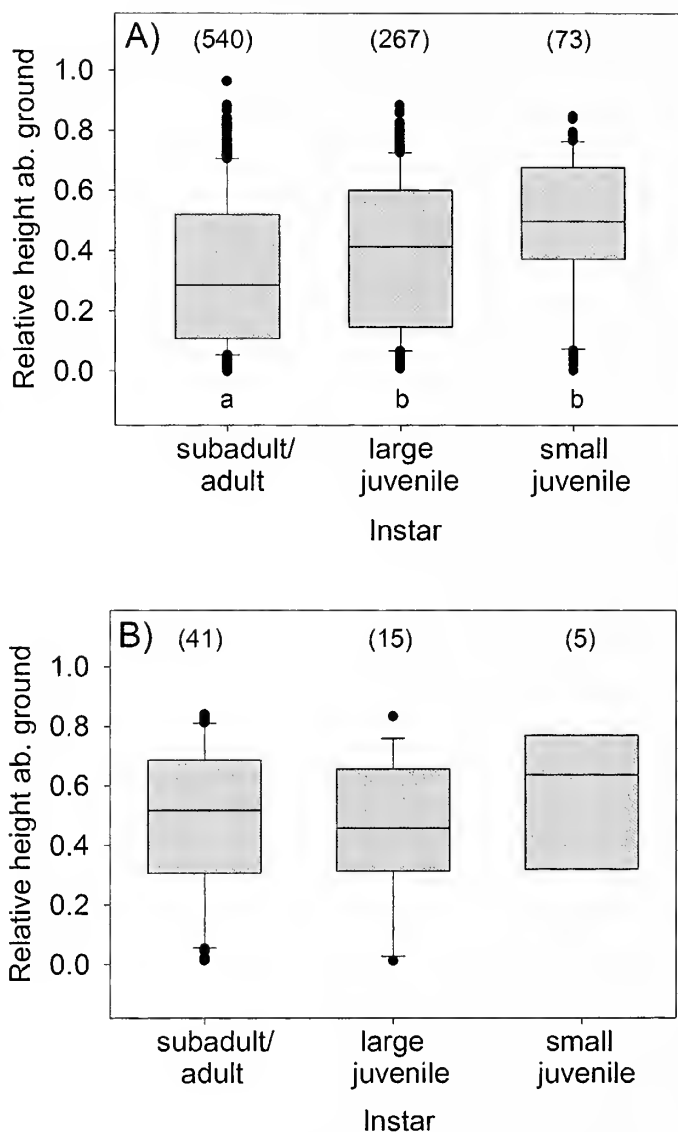 A) (540) (267) (73)
1.0
0.8
0.6
0.4
0.2
0.0
Relative height ab. ground
a b b
subadult/ large small
adult juvenile juvenile
Instar
B) (41) (15) (5)
1.0
0.8
0.6
0.4
0.2
0.0
Relative height ab. ground
subadult/ large small
adult juvenile juvenile
Instar